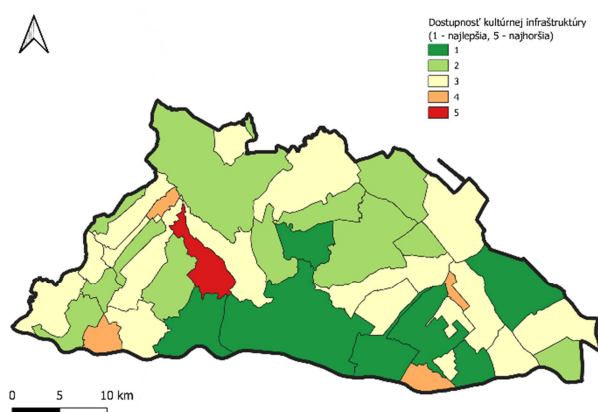 Dostupnosť kultúrnej infraštruktúry
(1 - najlepšia, 5 - najhoršia)
1
2
3
4
5
0 5 10 km